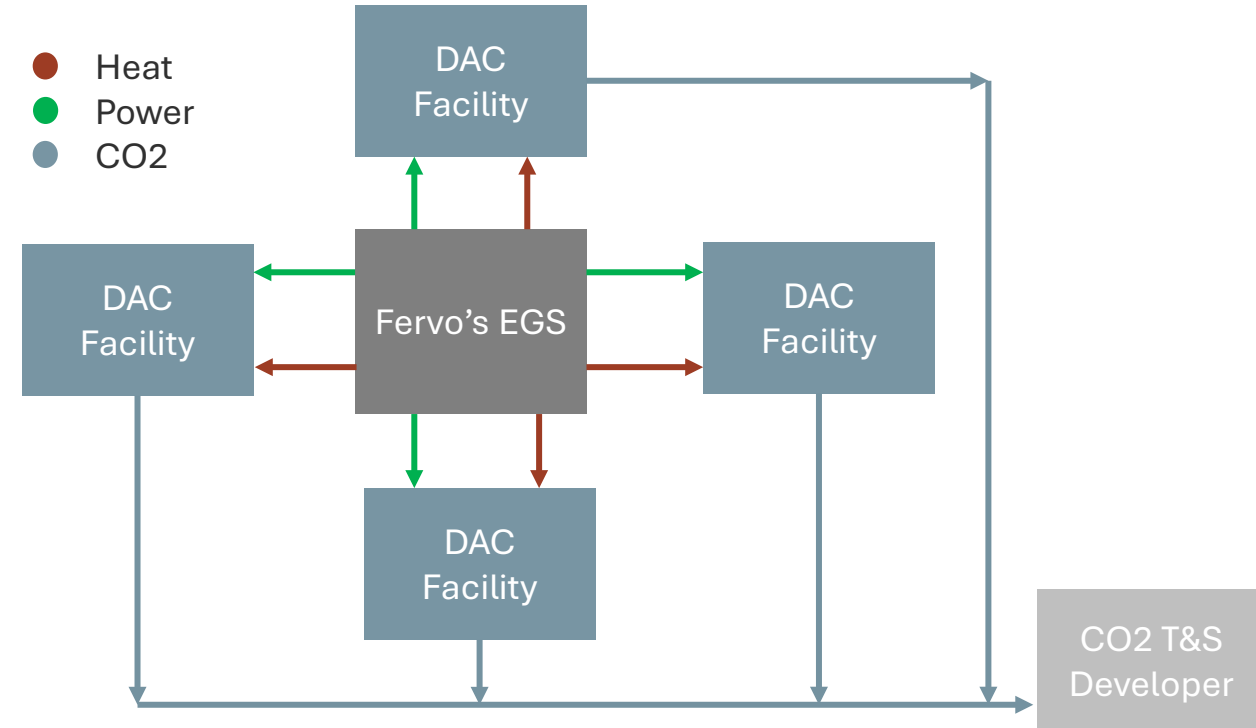 Heat
Power
CO2
DAC
Facility
DAC
Facility
Fervo’s EGS
DAC
Facility
DAC
Facility
CO2 T&S
Developer